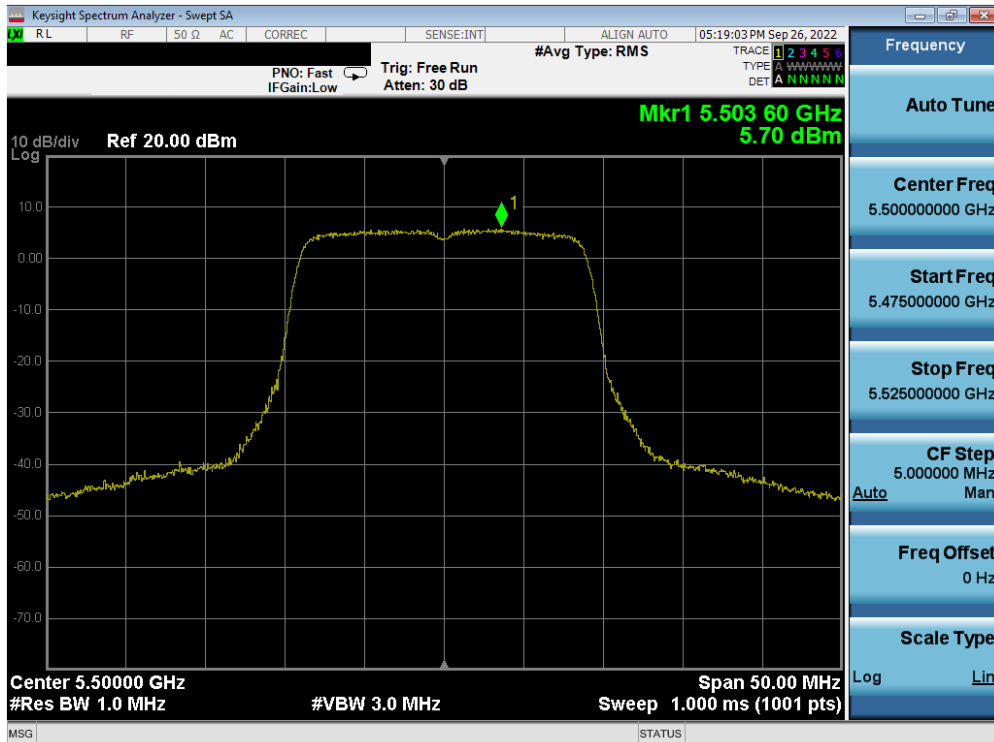 Keysight Spectrum Analyzer - Swept SA
LXI RL RF 50 Ω AC CORREC SENSE:INT ALIGN AUTO 05:19:03 PM Sep 26, 2022
Frequency
#Avg Type: RMS
TRACE 1 2 3 4 5 6
TYPE A WWWWW
DET A N N N N N
PNO: Fast
IFGain:Low
Trig: Free Run
Atten: 30 dB
Auto Tune
Mkr1 5.503 60 GHz
5.70 dBm
10 dB/div
Log
Ref 20.00 dBm
1
10.0
0.00
-10.0
-20.0
-30.0
-40.0
-50.0
-60.0
-70.0
Center Freq
5.500000000 GHz
Start Freq
5.475000000 GHz
Stop Freq
5.525000000 GHz
CF Step
5.000000 MHz
Auto Man
Freq Offset
0 Hz
Scale Type
Log Lin
Center 5.50000 GHz
Span 50.00 MHz
#Res BW 1.0 MHz
#VBW 3.0 MHz
Sweep 1.000 ms (1001 pts)
MSG
STATUS